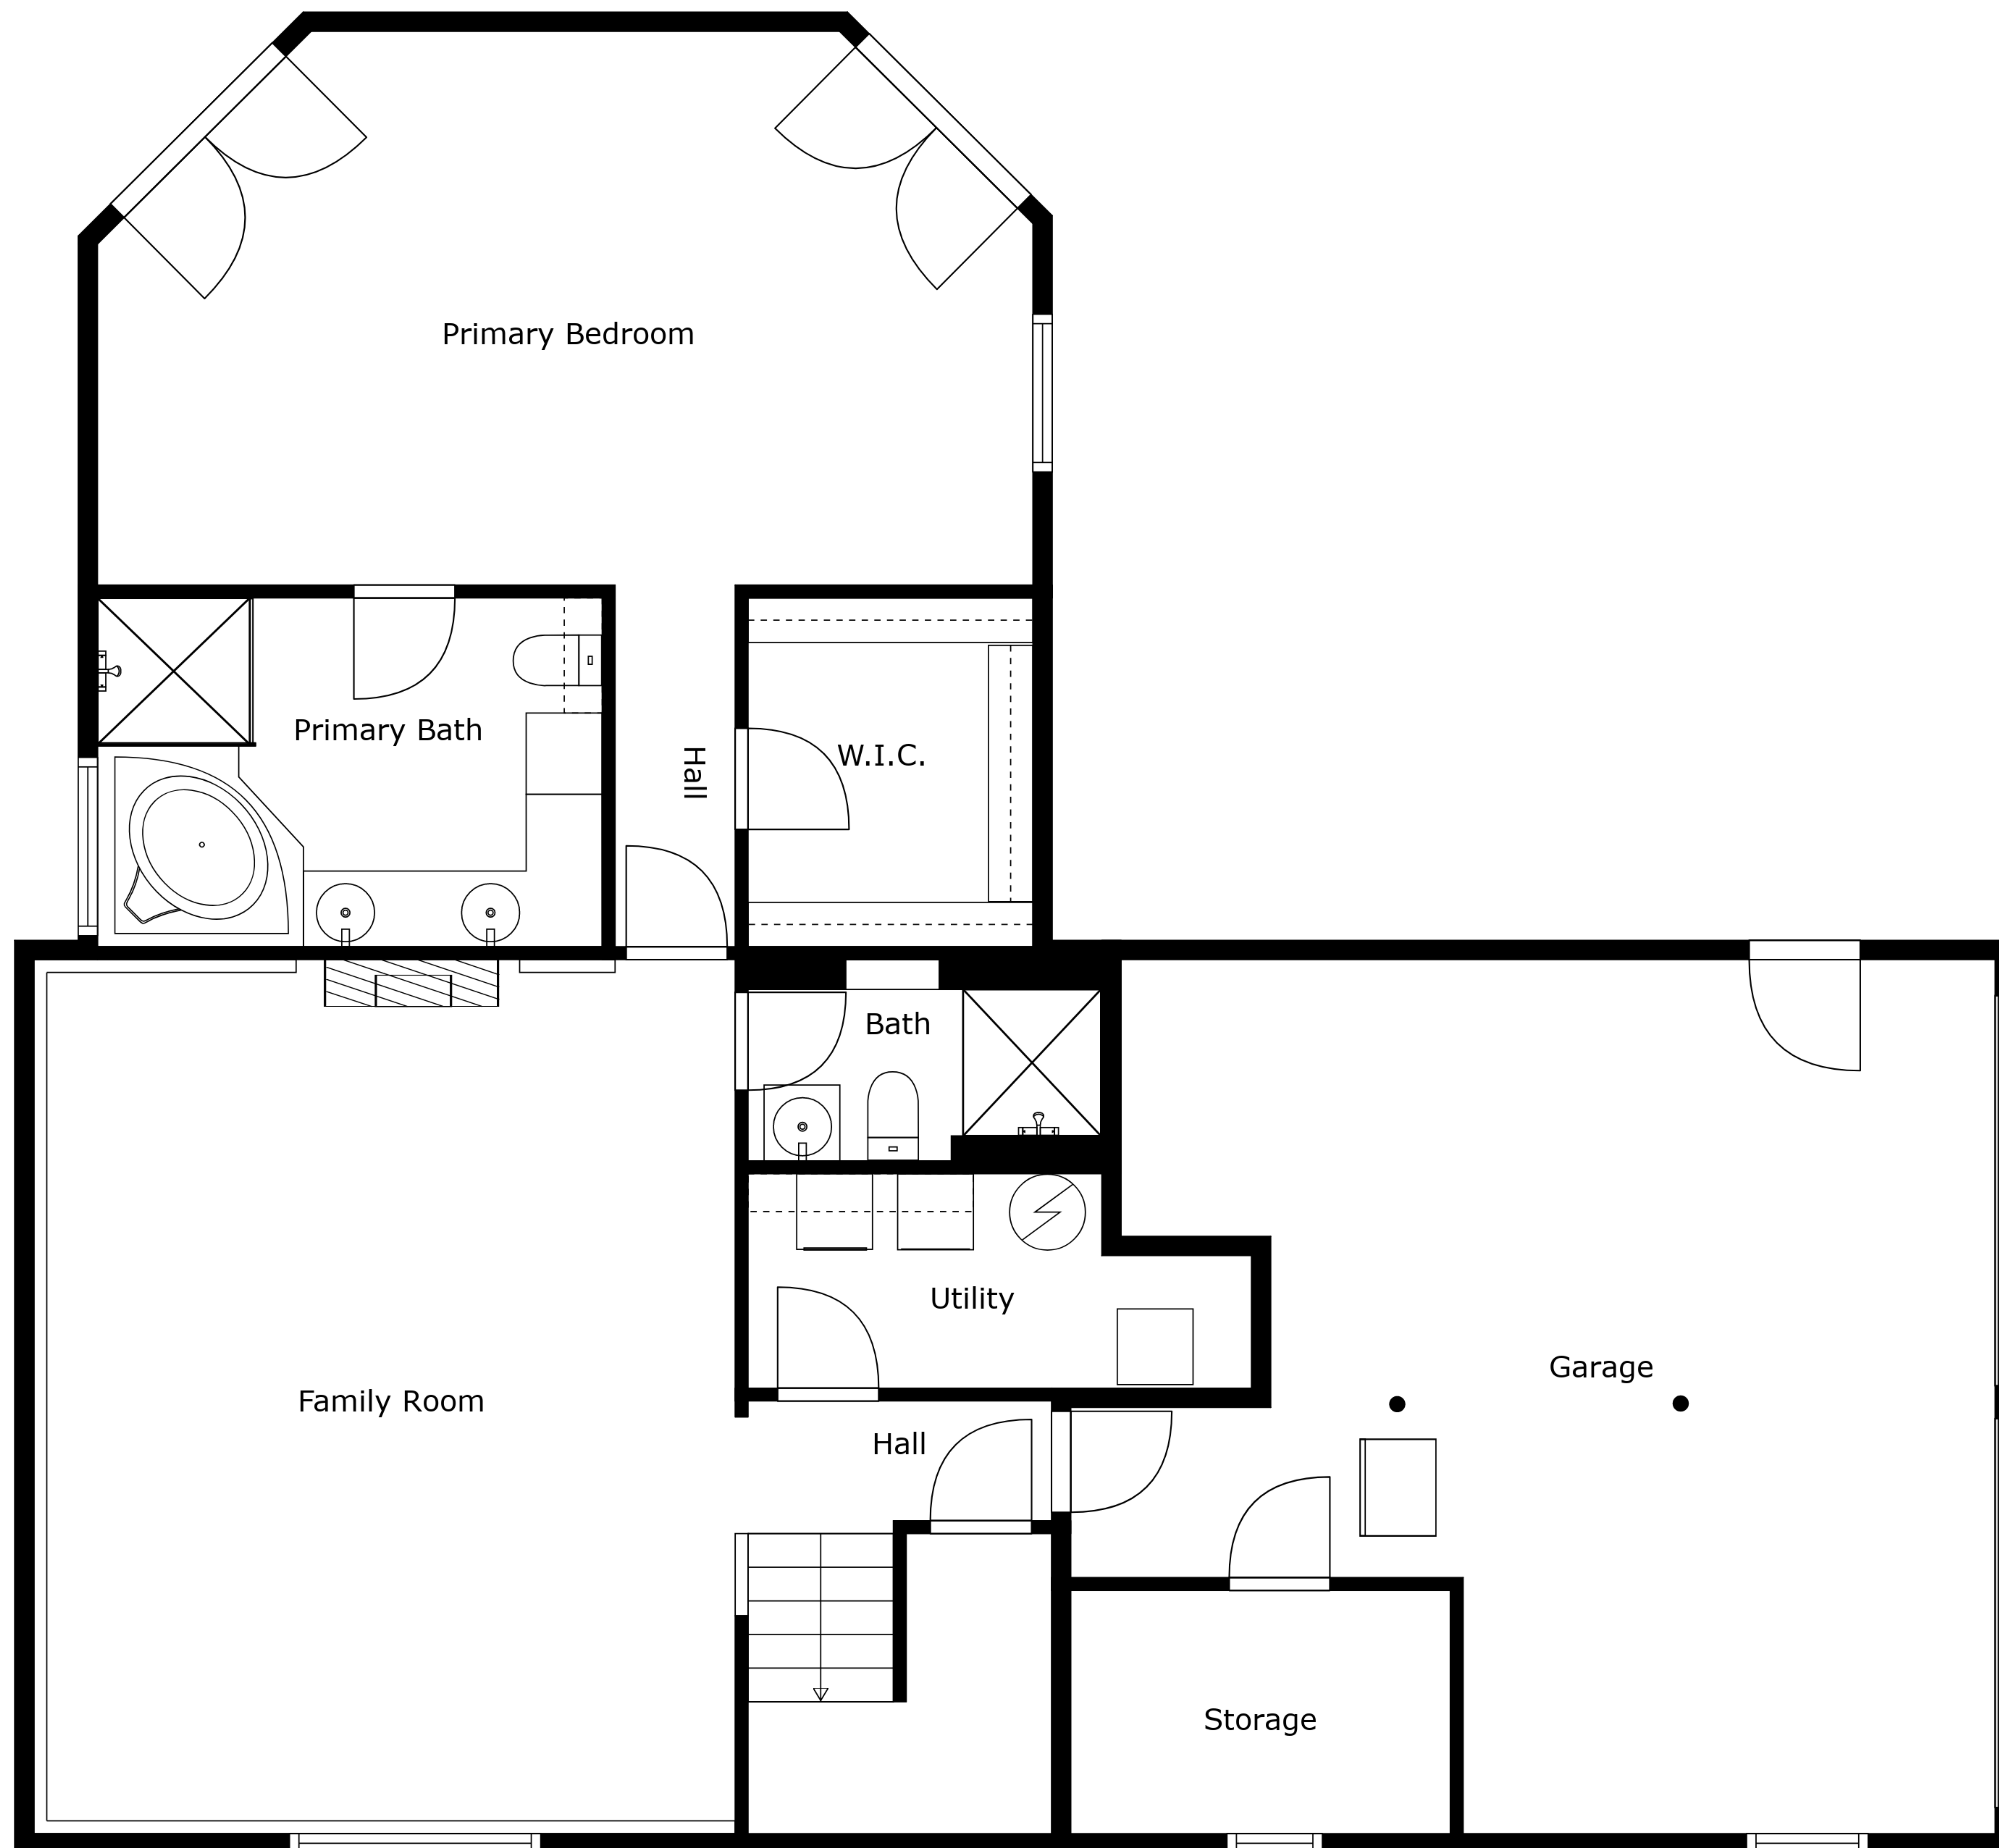 Primary Bedroom
Primary Bath
Hall
W.I.C.
Bath
Utility
Garage
Family Room
Hall
Storage